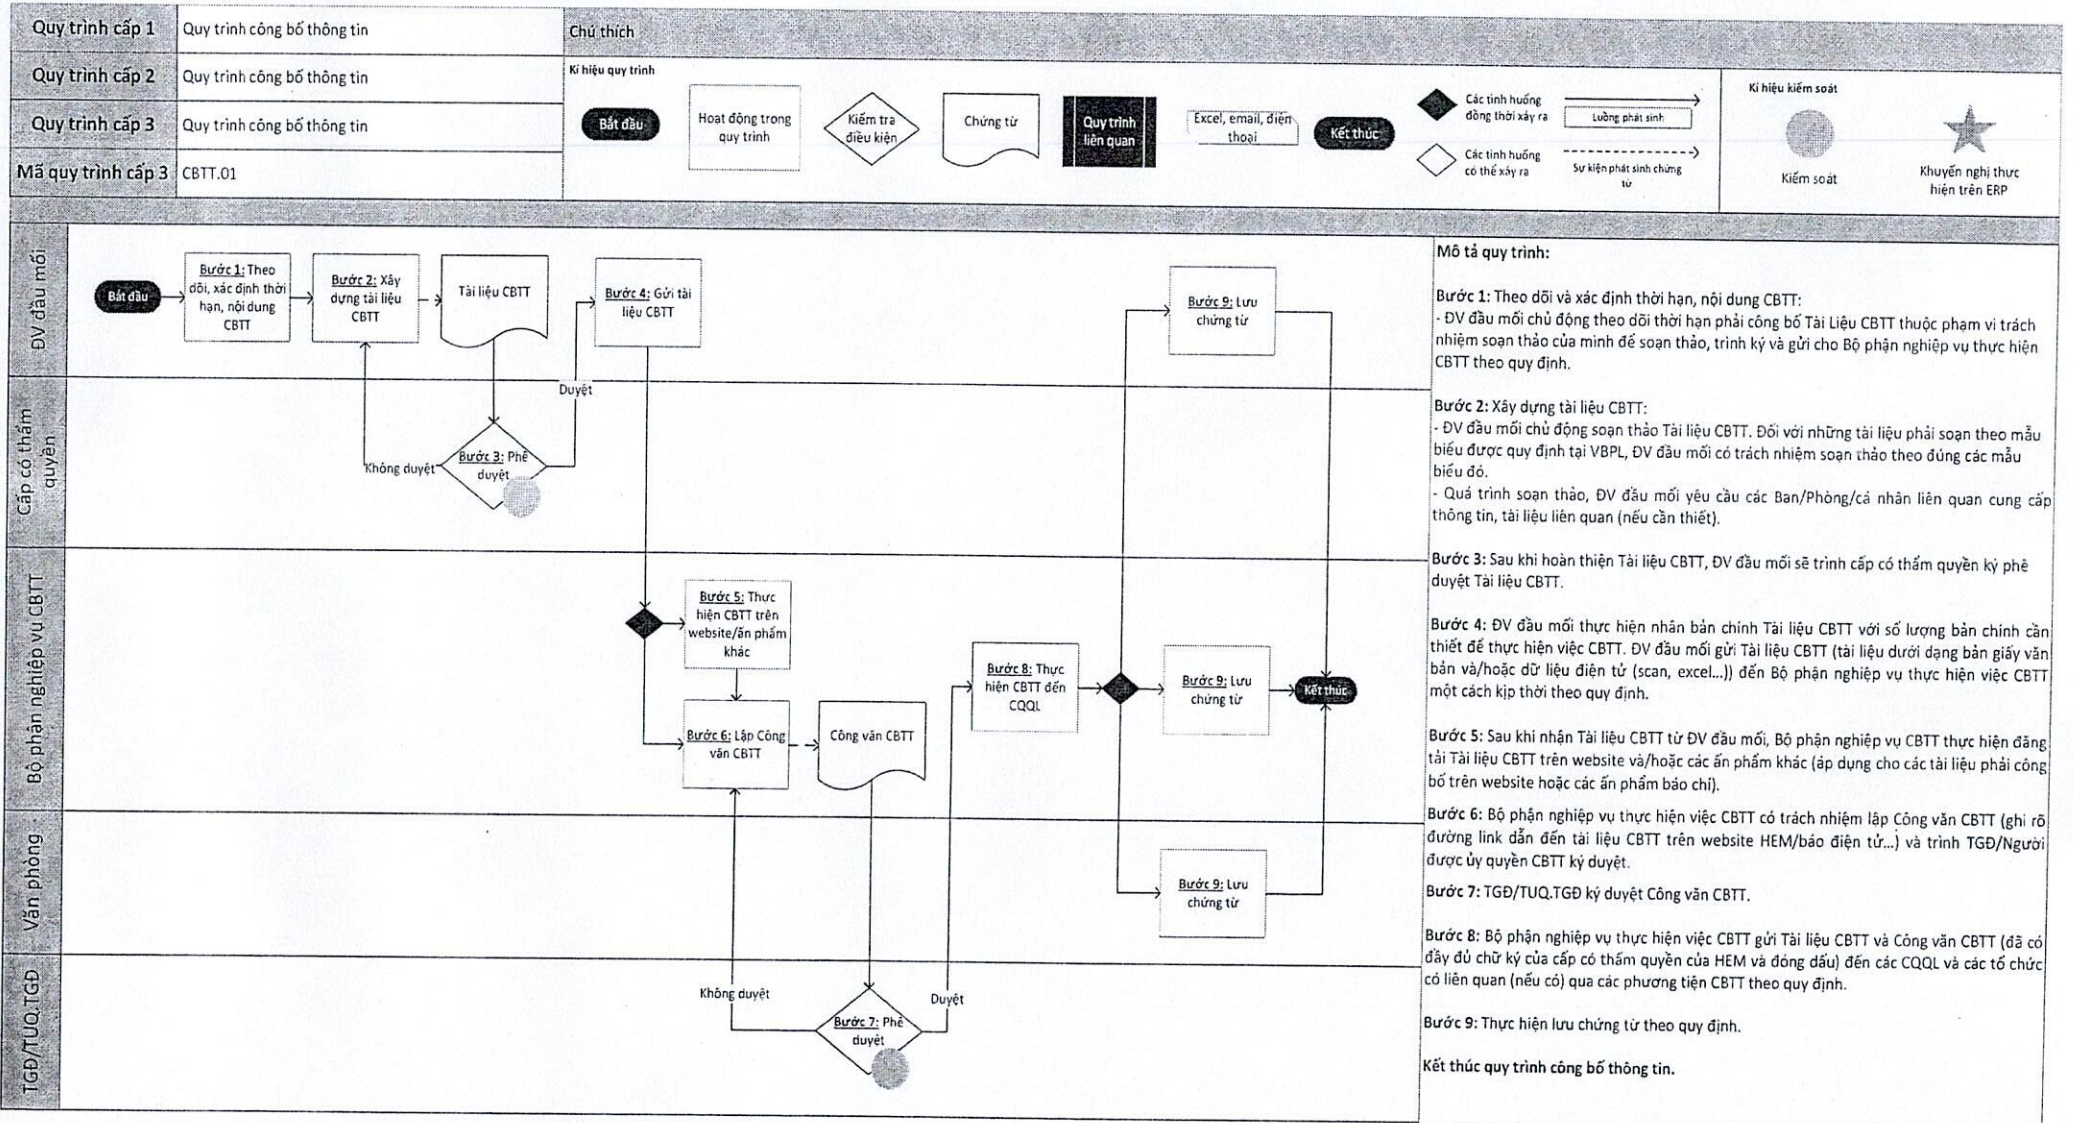 Quy trình cấp 1
Quy trình công bố thông tin
Quy trình cấp 2
Quy trình công bố thông tin
Quy trình cấp 3
Quy trình công bố thông tin
Mã quy trình cấp 3
CBTT.01
Chú thích
Kí hiệu quy trình
Bắt đầu
Hoạt động trong
quy trình
Kiểm tra
điều kiện
Chứng từ
Quy trình
liên quan
Excel, email, điện
thoại
Kết thúc
Các tình huống
đồng thời xảy ra
Luồng phát sinh
Các tình huống
có thể xảy ra
Sự kiện phát sinh chứng
từ
Kí hiệu kiểm soát
Kiểm soát
Khuyến nghị thực
hiện trên ERP
ĐV đầu mối
Bắt đầu
Bước 1: Theo
dõi, xác định thời
hạn, nội dung
CBTT
Bước 2: Xây
dựng tài liệu
CBTT
Tài liệu CBTT
Bước 4: Gửi tài
liệu CBTT
Bước 9: Lưu
chứng từ
Cấp có thẩm
quyền
Duyệt
Không duyệt
Bước 3: Phê
duyệt
Bộ phận nghiệp vụ CBTT
Bước 5: Thực
hiện CBTT trên
website/ấn phẩm
khác
Bước 6: Lập Công
văn CBTT
Công văn CBTT
Bước 8: Thực
hiện CBTT đến
CQQL
Bước 9: Lưu
chứng từ
Kết thúc
Văn phòng
Bước 9: Lưu
chứng từ
TGĐ/TUQ.TGĐ
Không duyệt
Duyệt
Bước 7: Phê
duyệt
Mô tả quy trình:
Bước 1: Theo dõi và xác định thời hạn, nội dung CBTT:
- ĐV đầu mối chủ động theo dõi thời hạn phải công bố Tài Liệu CBTT thuộc phạm vi trách
nhiệm soạn thảo của mình để soạn thảo, trình ký và gửi cho Bộ phận nghiệp vụ thực hiện
CBTT theo quy định.
Bước 2: Xây dựng tài liệu CBTT:
- ĐV đầu mối chủ động soạn thảo Tài liệu CBTT. Đối với những tài liệu phải soạn theo mẫu
biểu được quy định tại VBPL, ĐV đầu mối có trách nhiệm soạn thảo theo đúng các mẫu
biểu đó.
- Quá trình soạn thảo, ĐV đầu mối yêu cầu các Ban/Phòng/cá nhân liên quan cung cấp
thông tin, tài liệu liên quan (nếu cần thiết).
Bước 3: Sau khi hoàn thiện Tài liệu CBTT, ĐV đầu mối sẽ trình cấp có thẩm quyền ký phê
duyệt Tài liệu CBTT.
Bước 4: ĐV đầu mối thực hiện nhân bản chính Tài liệu CBTT với số lượng bản chính cần
thiết để thực hiện việc CBTT. ĐV đầu mối gửi Tài liệu CBTT (tài liệu dưới dạng bản giấy văn
bản và/hoặc dữ liệu điện tử (scan, excel...)) đến Bộ phận nghiệp vụ thực hiện việc CBTT
một cách kịp thời theo quy định.
Bước 5: Sau khi nhận Tài liệu CBTT từ ĐV đầu mối, Bộ phận nghiệp vụ CBTT thực hiện đăng
tải Tài liệu CBTT trên website và/hoặc các ấn phẩm khác (áp dụng cho các tài liệu phải công
bố trên website hoặc các ấn phẩm báo chí).
Bước 6: Bộ phận nghiệp vụ thực hiện việc CBTT có trách nhiệm lập Công văn CBTT (ghi rõ
đường link dẫn đến tài liệu CBTT trên website HEM/báo điện tử...) và trình TGĐ/Người
được ủy quyền CBTT ký duyệt.
Bước 7: TGĐ/TUQ.TGĐ ký duyệt Công văn CBTT.
Bước 8: Bộ phận nghiệp vụ thực hiện việc CBTT gửi Tài liệu CBTT và Công văn CBTT (đã có
đầy đủ chữ ký của cấp có thẩm quyền của HEM và đóng dấu) đến các CQQL và các tổ chức
có liên quan (nếu có) qua các phương tiện CBTT theo quy định.
Bước 9: Thực hiện lưu chứng từ theo quy định.
Kết thúc quy trình công bố thông tin.